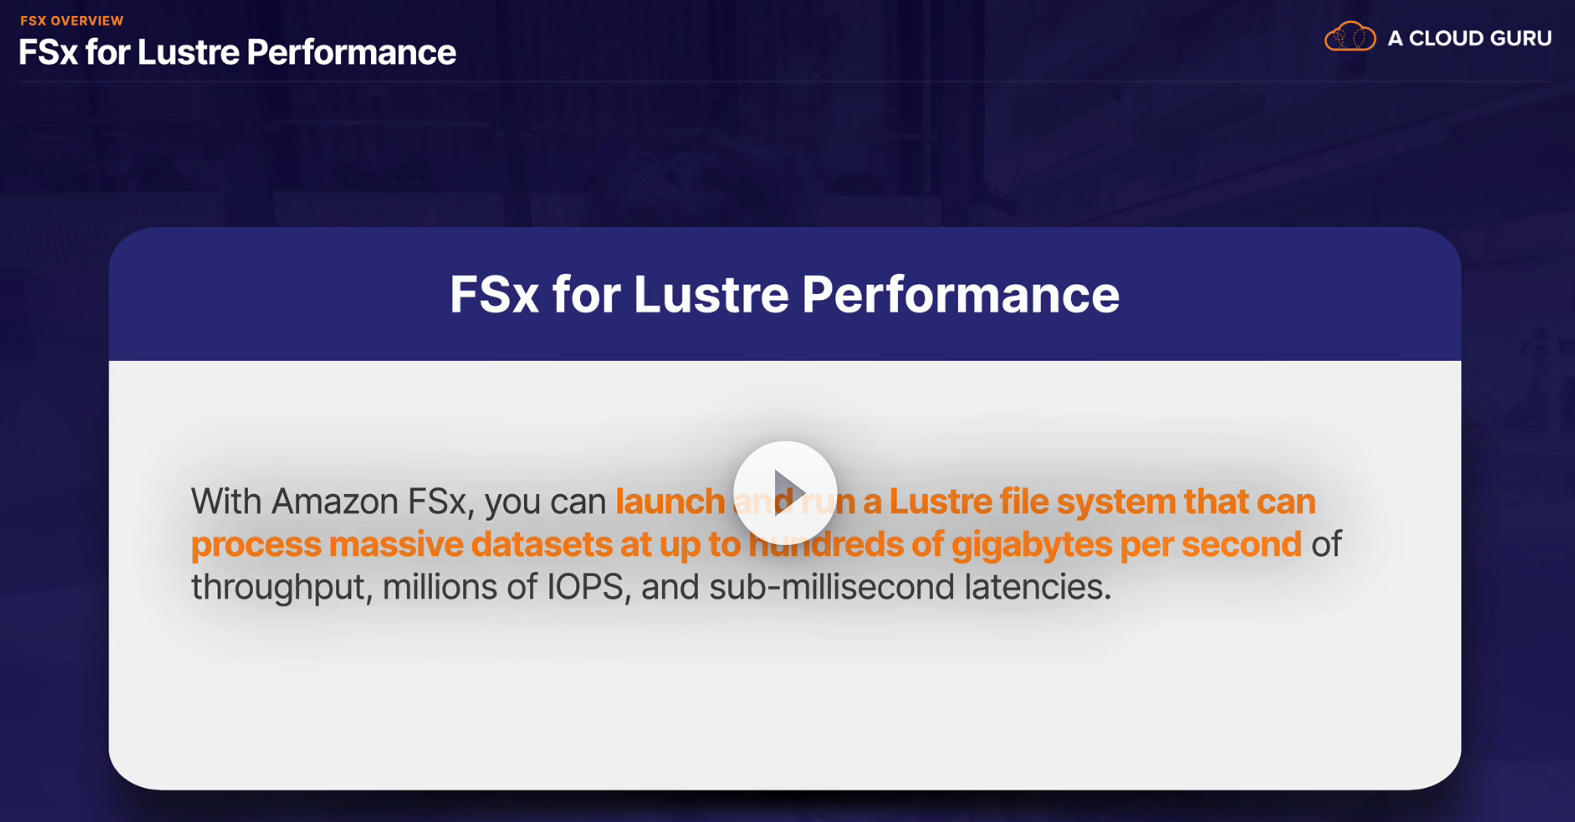 FSX OVERVIEW
FSx for Lustre Performance
A CLOUD GURU
FSx for Lustre Performance
With Amazon FSx, you can launch and run a Lustre file system that can
process massive datasets at up to hundreds of gigabytes per second of
throughput, millions of IOPS, and sub-millisecond latencies.